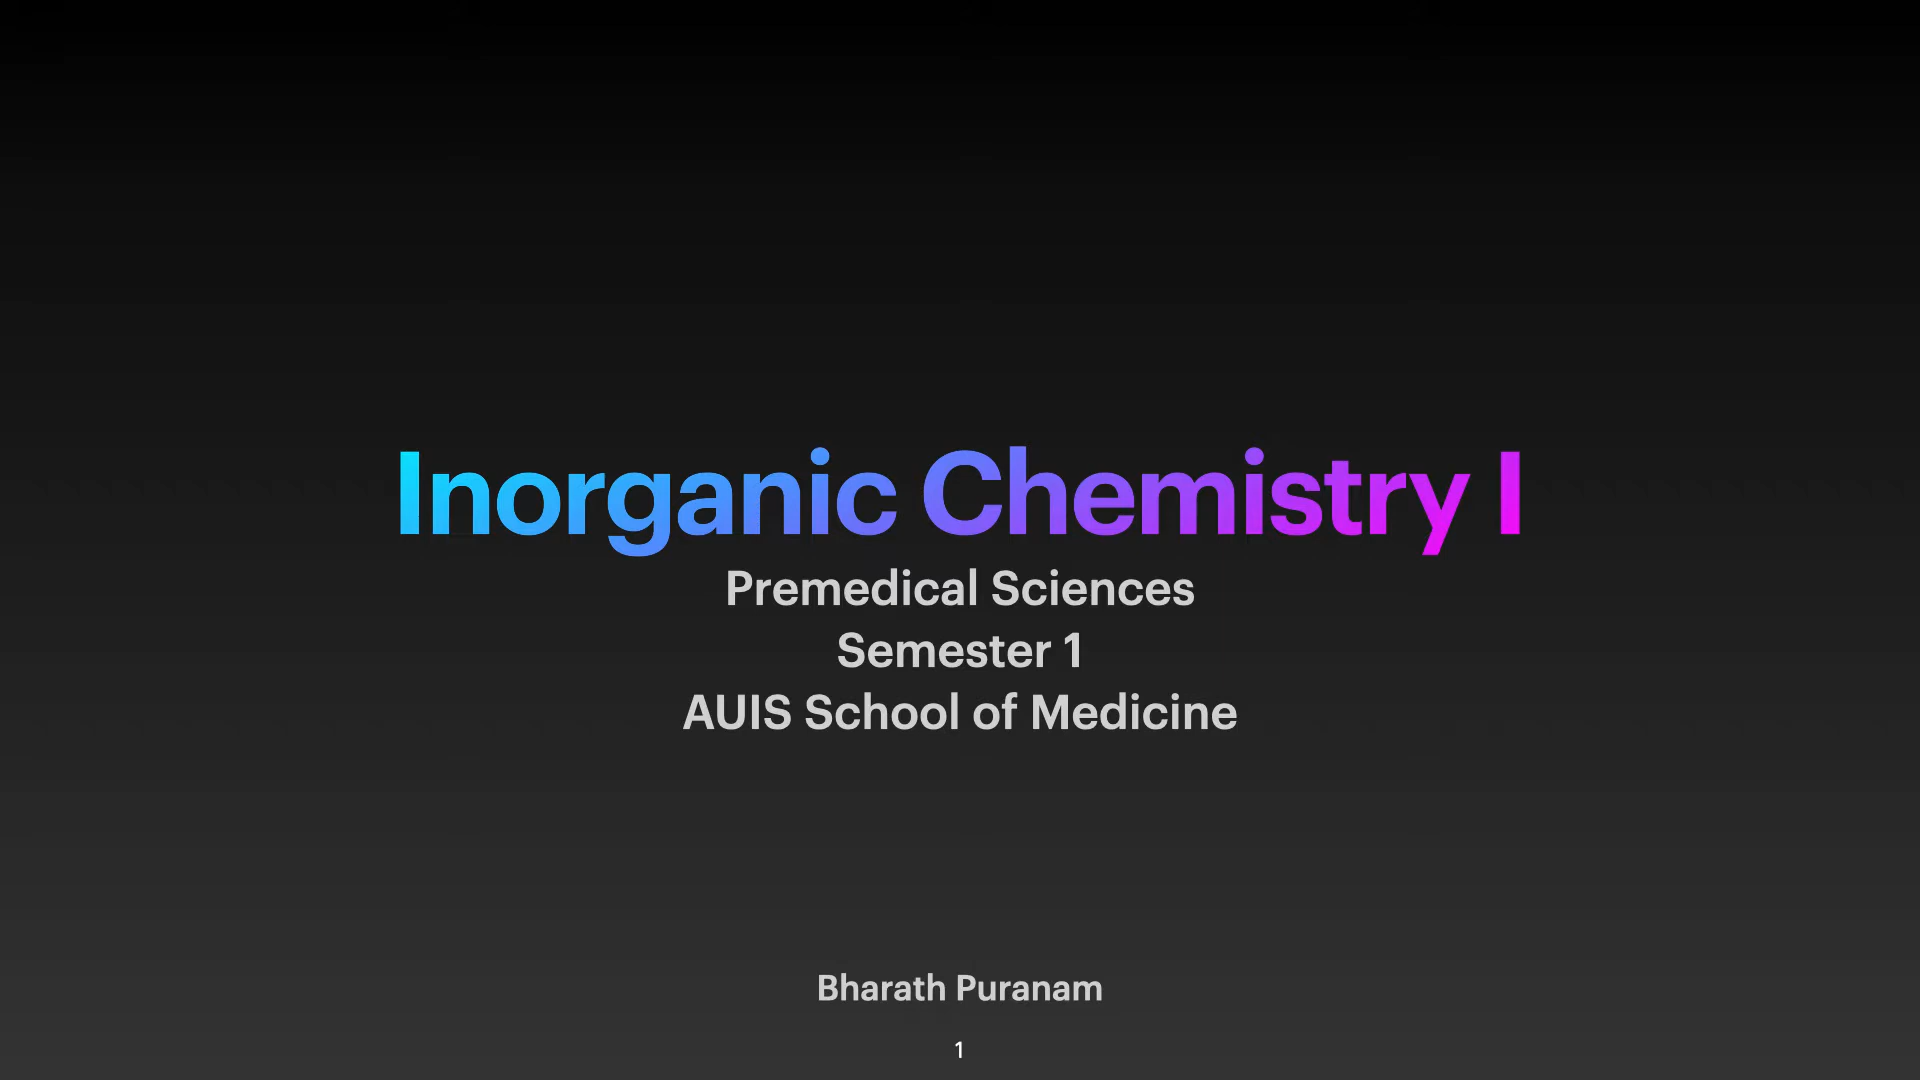 Inorganic Chemistry I
Premedical Sciences
Semester 1
AUIS School of Medicine
Bharath Puranam
1